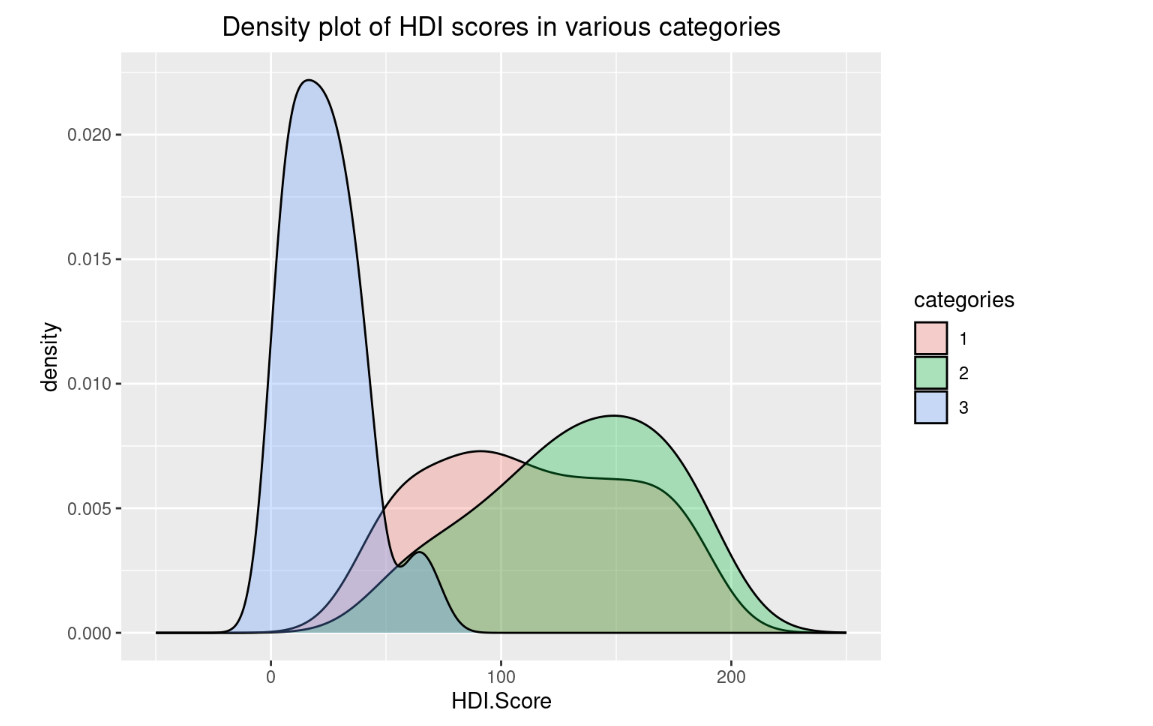 Density plot of HDI scores in various categories
0.020
0.015
0.010
0.005
0.000
density
0 100 200
HDI.Score
categories
1
2
3